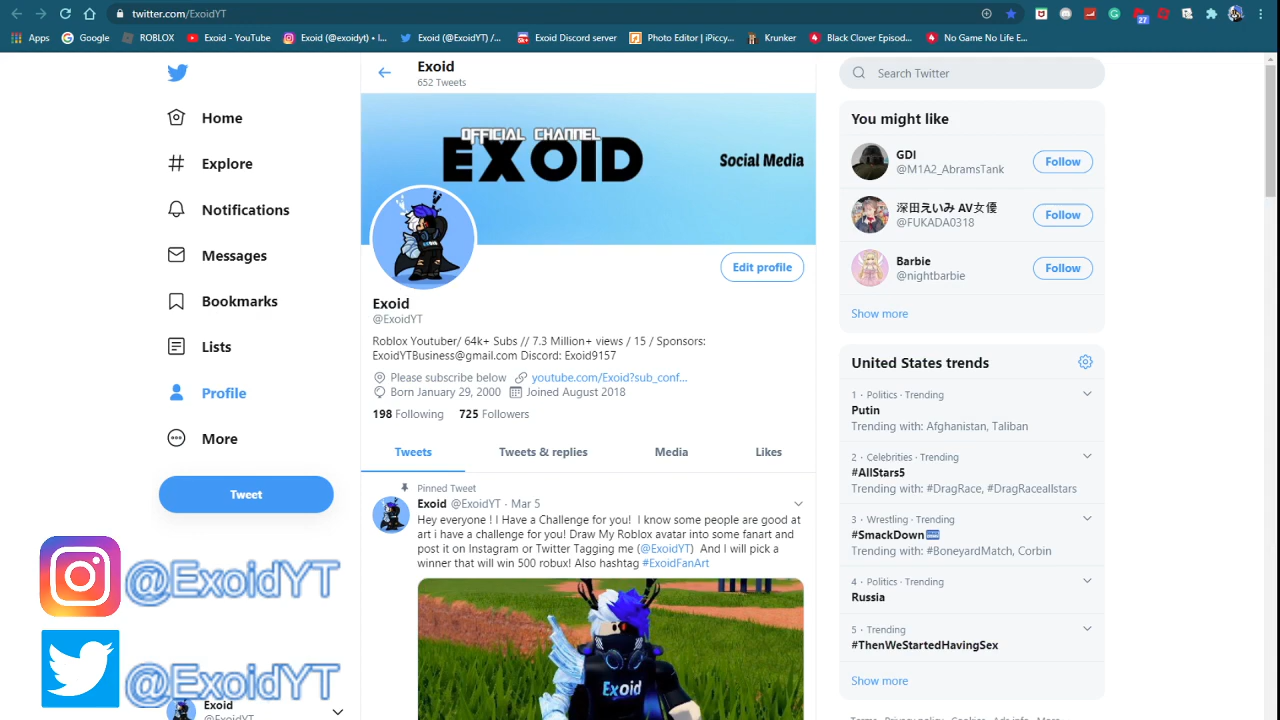 twitter.com/ExoidYT
27
Apps
Google
ROBLOX
Exoid - YouTube
Exoid (@exoidyt) • I...
Exoid (@ExoidYT) /...
Exoid Discord server
Photo Editor | iPiccy...
Krunker
Black Clover Episod...
No Game No Life E...
Home
Explore
Notifications
Messages
Bookmarks
Lists
Profile
More
Tweet
@ExoidYT
@ExoidYT
Exoid
@ExoidYT
Exoid
652 Tweets
OFFICIAL CHANNEL
EXOID
Social Media
Edit profile
Exoid
@ExoidYT
Roblox Youtuber/ 64k+ Subs // 7.3 Million+ views / 15 / Sponsors:
ExoidYTBusiness@gmail.com Discord: Exoid9157
Please subscribe below youtube.com/Exoid?sub_conf...
Born January 29, 2000 Joined August 2018
198 Following 725 Followers
Tweets Tweets & replies Media Likes
Pinned Tweet
Exoid @ExoidYT · Mar 5
Hey everyone ! I Have a Challenge for you! I know some people are good at
art i have a challenge for you! Draw My Roblox avatar into some fanart and
post it on Instagram or Twitter Tagging me (@ExoidYT) And I will pick a
winner that will win 500 robux! Also hashtag #ExoidFanArt
Exoid
Search Twitter
You might like
GDI
@M1A2_AbramsTank
Follow
深田えいみ AV女優
@FUKADA0318
Follow
Barbie
@nightbarbie
Follow
Show more
United States trends
1 · Politics · Trending
Putin
Trending with: Afghanistan, Taliban
2 · Celebrities · Trending
#AllStars5
Trending with: #DragRace, #DragRaceallstars
3 · Wrestling · Trending
#SmackDown
Trending with: #BoneyardMatch, Corbin
4 · Politics · Trending
Russia
5 · Trending
#ThenWeStartedHavingSex
Show more
Terms Privacy policy Cookies Ads info More